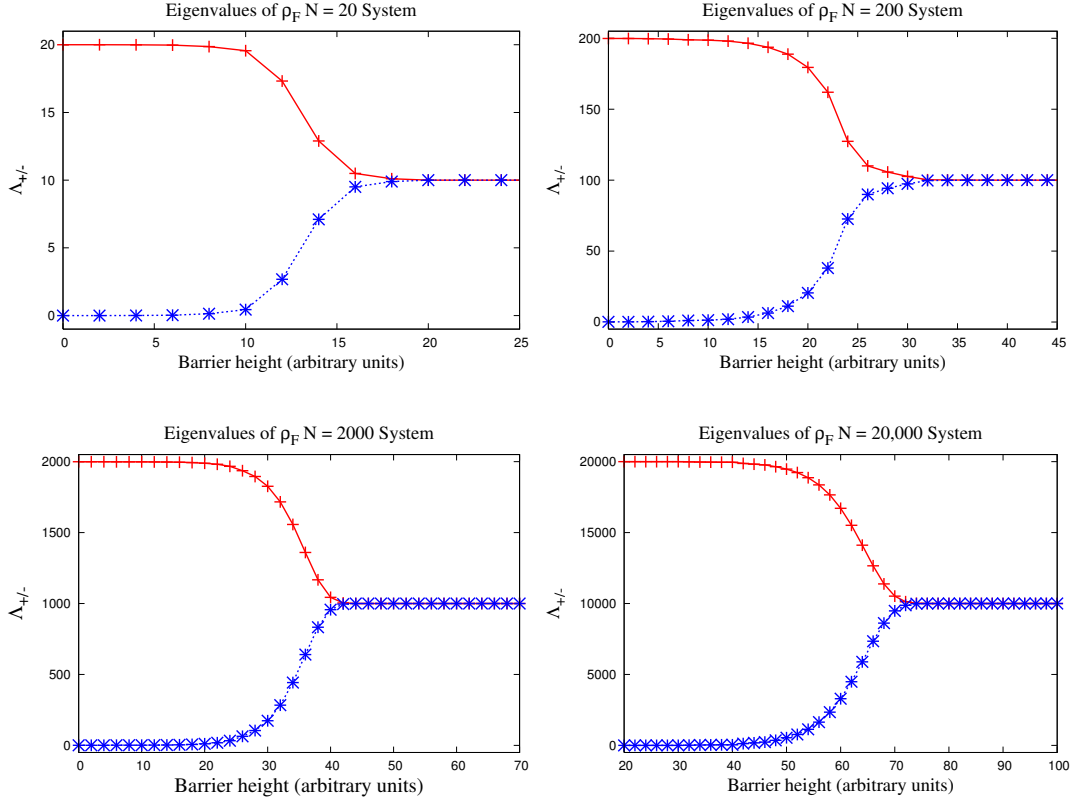 Eigenvalues of ρF N = 20 System
20
15
10
5
0
Λ+/-
0 5 10 15 20 25
Barrier height (arbitrary units)
Eigenvalues of ρF N = 200 System
200
150
100
50
0
Λ+/-
0 5 10 15 20 25 30 35 40 45
Barrier height (arbitrary units)
Eigenvalues of ρF N = 2000 System
2000
1500
1000
500
0
Λ+/-
0 10 20 30 40 50 60 70
Barrier height (arbitrary units)
Eigenvalues of ρF N = 20,000 System
20000
15000
10000
5000
0
Λ+/-
20 30 40 50 60 70 80 90 100
Barrier height (arbitrary units)